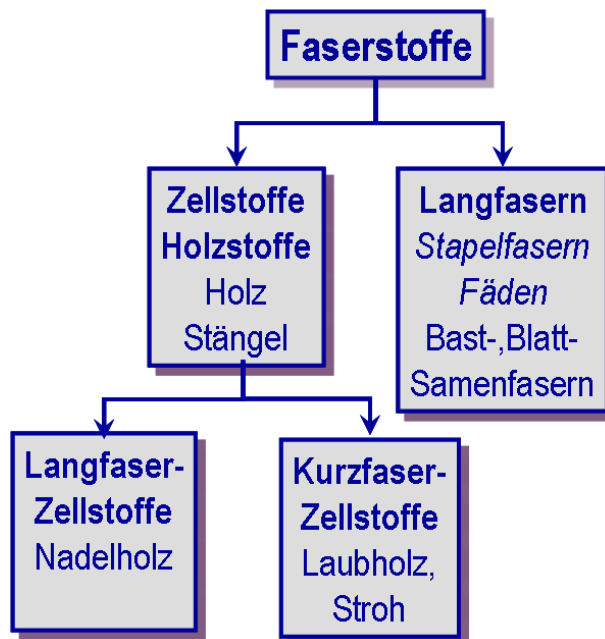 Faserstoffe
Zellstoffe
Holzstoffe
Holz
Stängel
Langfasern
Stapelfasern
Fäden
Bast-,Blatt-
Samenfasern
Langfaser-
Zellstoffe
Nadelholz
Kurzfaser-
Zellstoffe
Laubholz,
Stroh